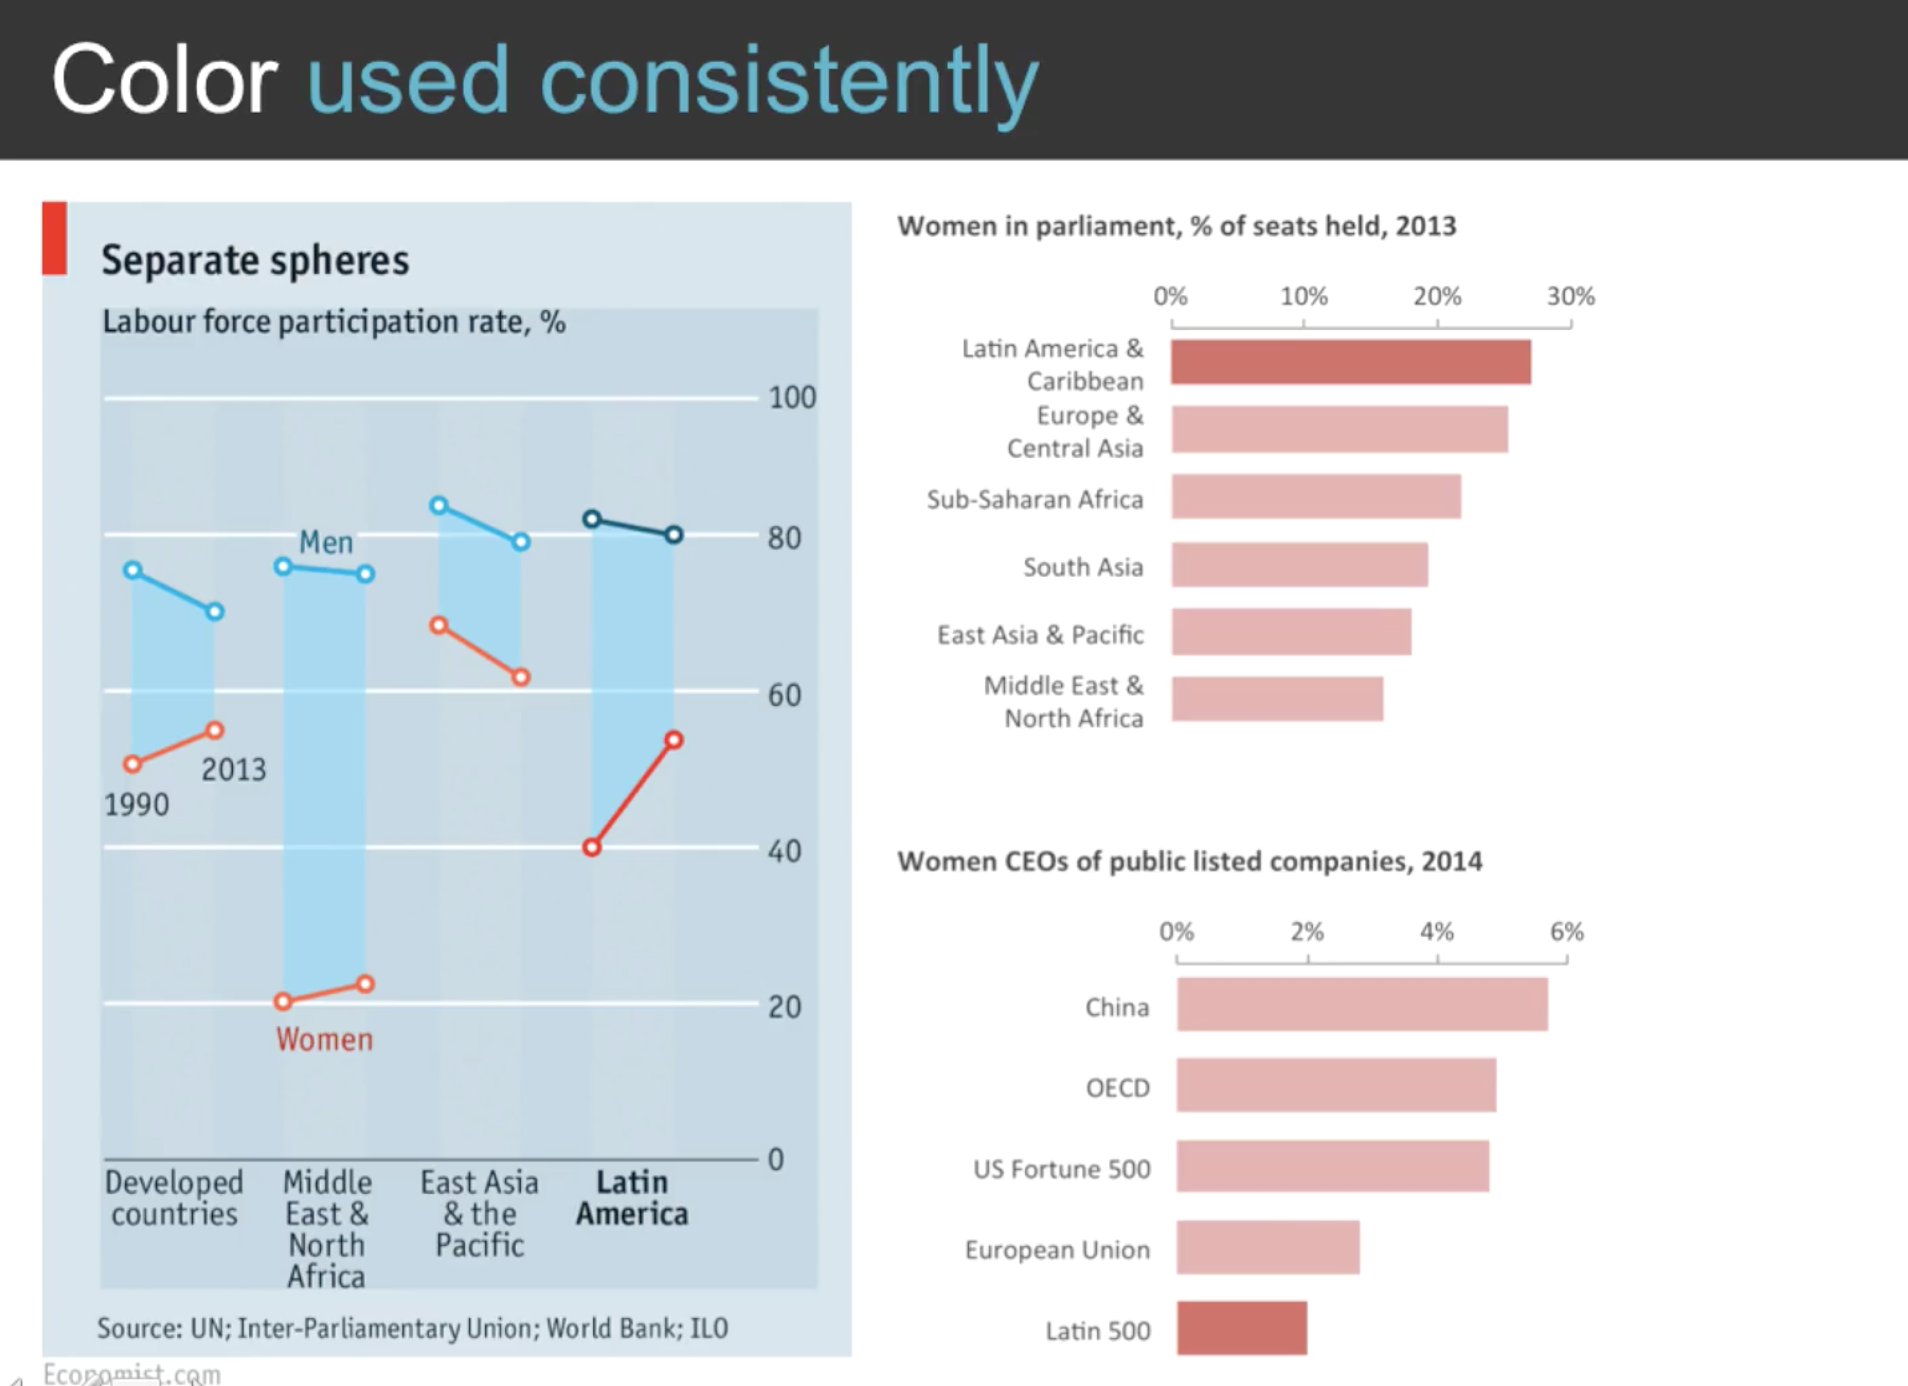 Color used consistently
Separate spheres
Labour force participation rate, %
100
80
60
40
20
0
Men
Women
1990
2013
Developed
countries
Middle
East &
North
Africa
East Asia
& the
Pacific
Latin
America
Source: UN; Inter-Parliamentary Union; World Bank; ILO
Economist.com
Women in parliament, % of seats held, 2013
0% 10% 20% 30%
Latin America &
Caribbean
Europe &
Central Asia
Sub-Saharan Africa
South Asia
East Asia & Pacific
Middle East &
North Africa
Women CEOs of public listed companies, 2014
0% 2% 4% 6%
China
OECD
US Fortune 500
European Union
Latin 500